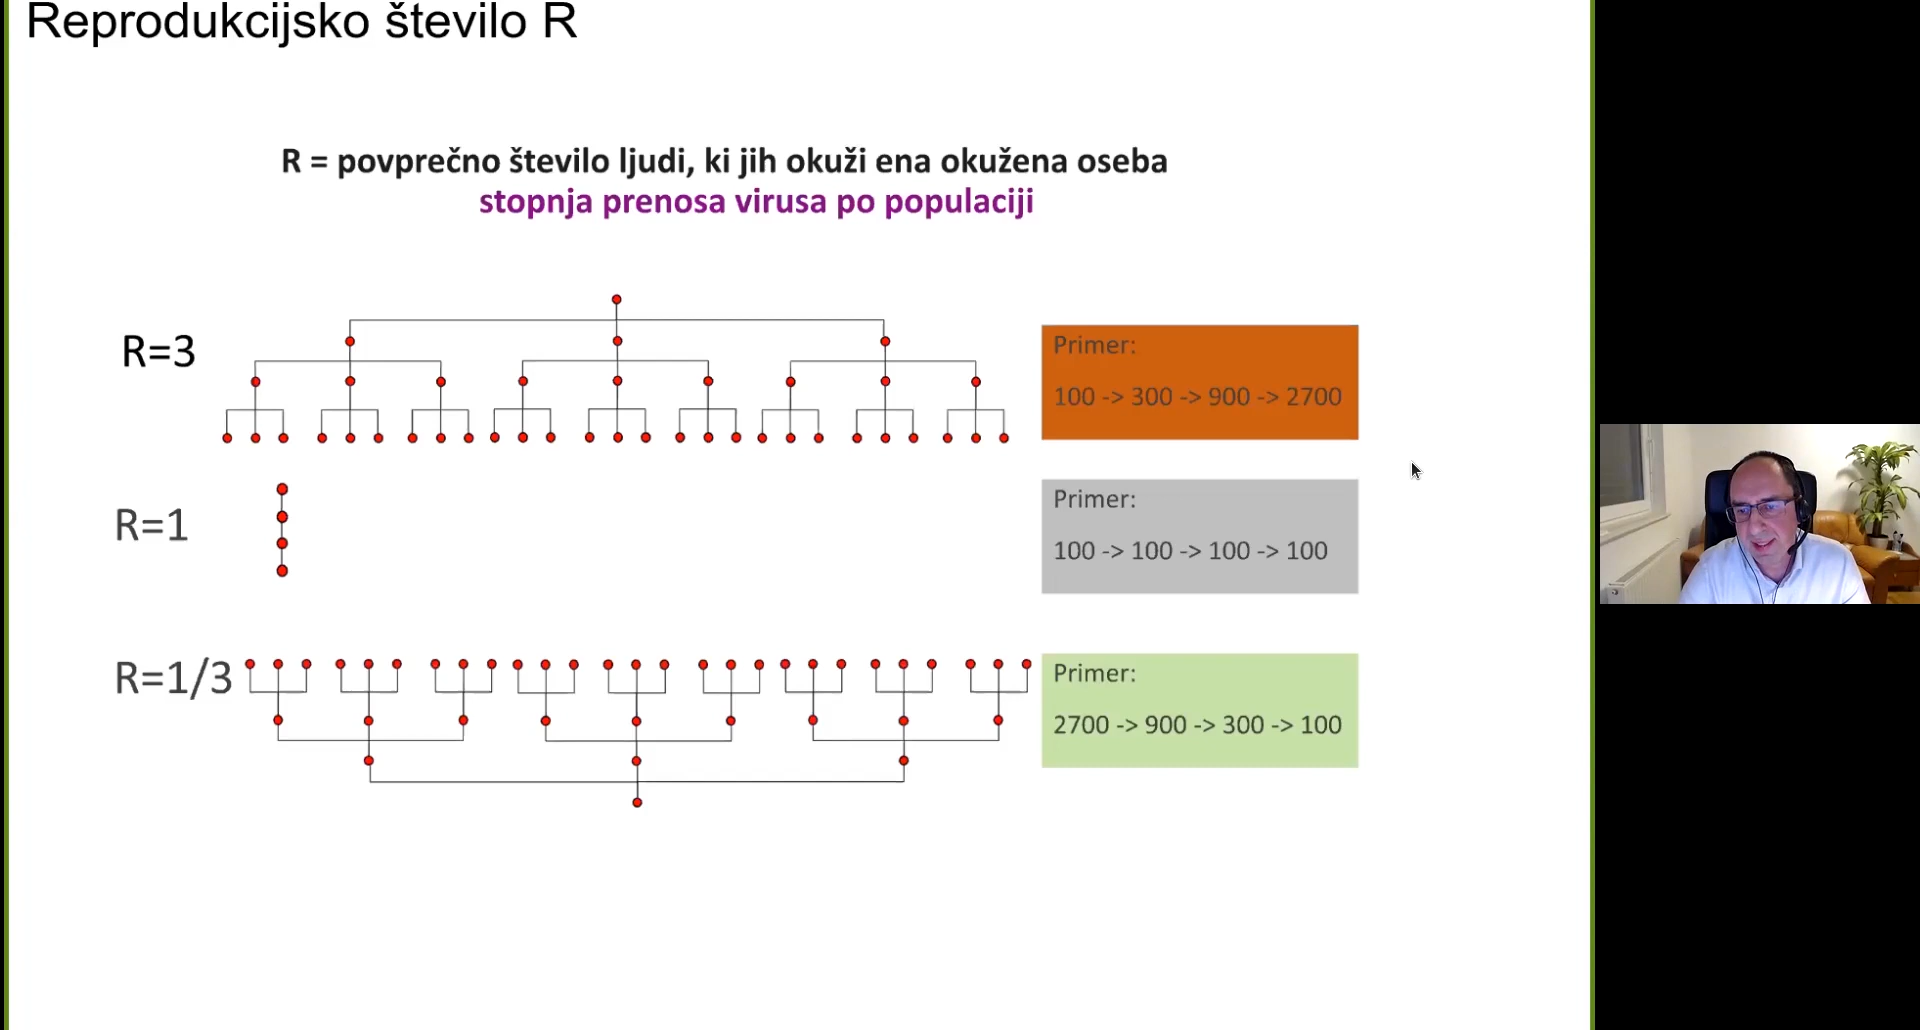 Reprodukcijsko število R
R = povprečno število ljudi, ki jih okuži ena okužena oseba
stopnja prenosa virusa po populaciji
R=3
Primer:
100 -> 300 -> 900 -> 2700
R=1
Primer:
100 -> 100 -> 100 -> 100
R=1/3
Primer:
2700 -> 900 -> 300 -> 100